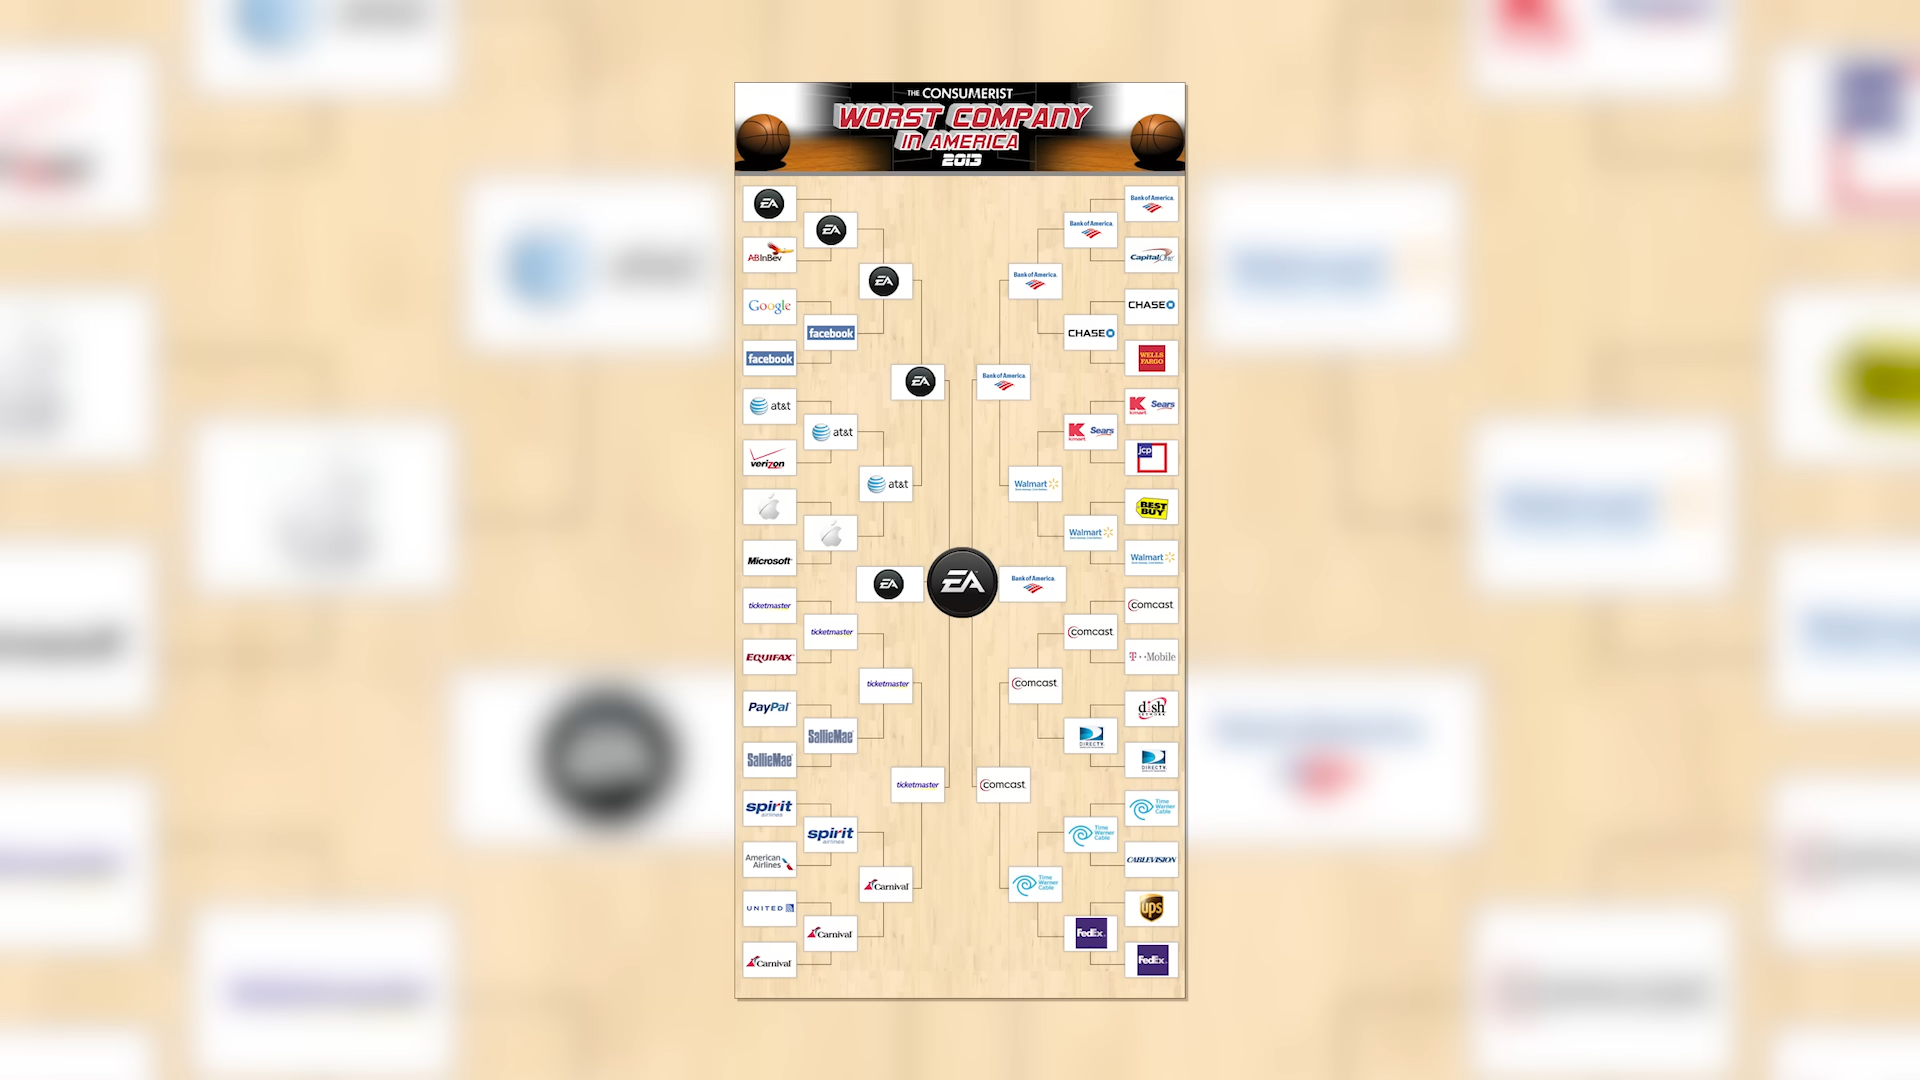 THE CONSUMERIST
WORST COMPANY
IN AMERICA
2013
EA
Bank of America
EA
Bank of America
ABInBev
CapitalOne
EA
Bank of America
Google
CHASE
facebook
CHASE
facebook
WELLS
FARGO
EA
Bank of America
at&t
K
kmart
Sears
at&t
K
kmart
Sears
verizon
jcp
at&t
Walmart
BEST
BUY
Walmart
Microsoft
Walmart
EA
EA
Bank of America
ticketmaster
comcast
ticketmaster
comcast
EQUIFAX
T··Mobile
ticketmaster
comcast
PayPal
dish
NETWORK
SallieMae
DIRECTV
SallieMae
DIRECTV
ticketmaster
comcast
spirit
airlines
Time
Warner
Cable
spirit
airlines
Time
Warner
Cable
American
Airlines
CABLEVISION
Carnival
Time
Warner
Cable
UNITED
ups
Carnival
FedEx
Carnival
FedEx